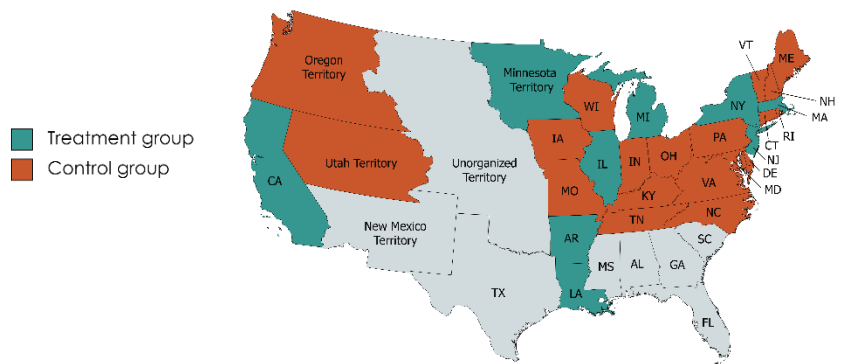 Treatment group
Control group
Oregon
Territory
Minnesota
Territory
VT
ME
NH
MA
RI
CT
NJ
DE
MD
NY
WI
MI
PA
IA
IL
IN
OH
Utah Territory
Unorganized
Territory
CA
MO
KY
VA
TN
NC
New Mexico
Territory
AR
SC
MS
AL
GA
TX
LA
FL